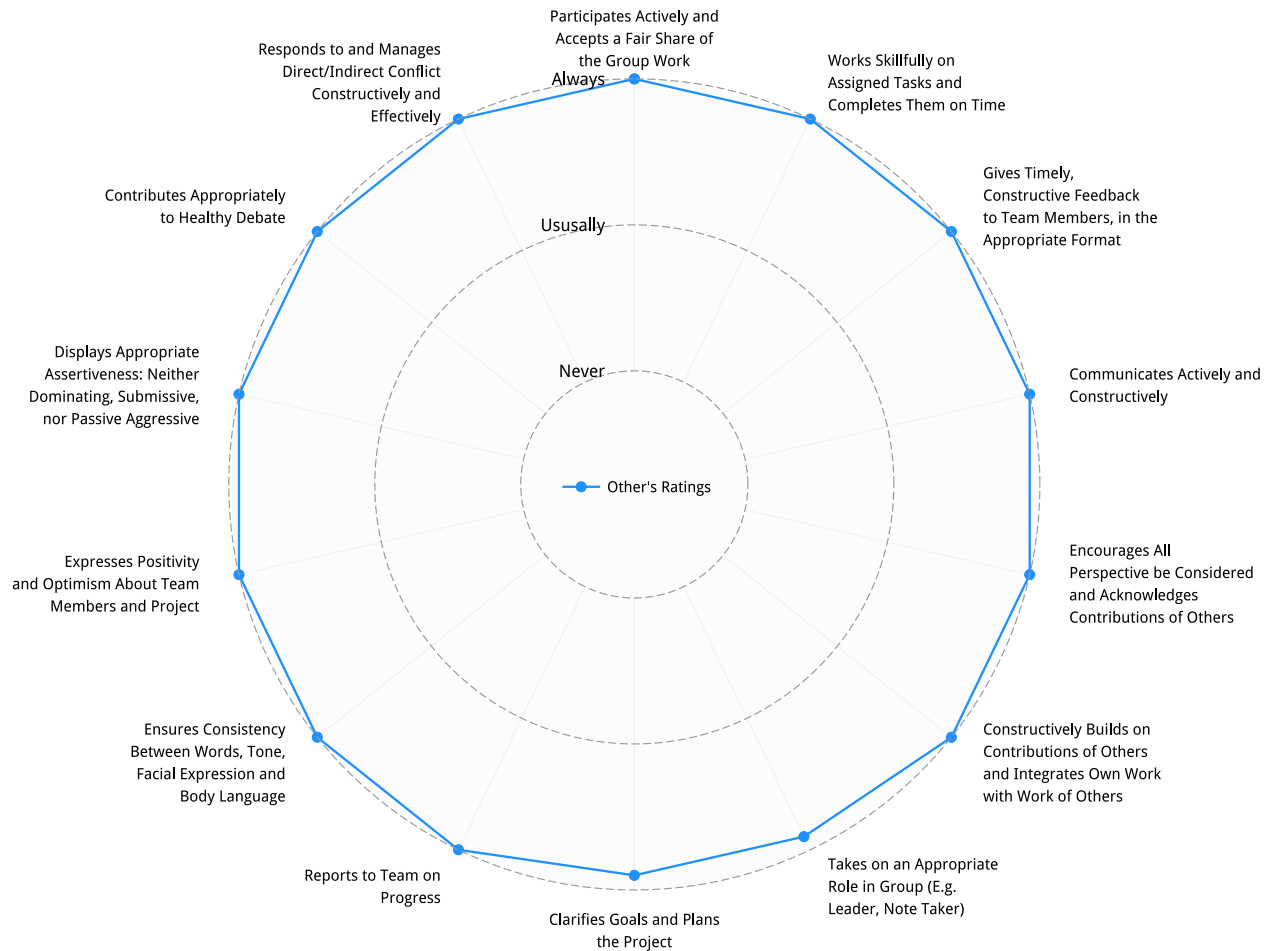 Participates Actively and
Accepts a Fair Share of
the Group Work
Works Skillfully on
Assigned Tasks and
Completes Them on Time
Gives Timely,
Constructive Feedback
to Team Members, in the
Appropriate Format
Communicates Actively and
Constructively
Encourages All
Perspective be Considered
and Acknowledges
Contributions of Others
Constructively Builds on
Contributions of Others
and Integrates Own Work
with Work of Others
Takes on an Appropriate
Role in Group (E.g.
Leader, Note Taker)
Clarifies Goals and Plans
the Project
Reports to Team on
Progress
Ensures Consistency
Between Words, Tone,
Facial Expression and
Body Language
Expresses Positivity
and Optimism About Team
Members and Project
Displays Appropriate
Assertiveness: Neither
Dominating, Submissive,
nor Passive Aggressive
Contributes Appropriately
to Healthy Debate
Responds to and Manages
Direct/Indirect Conflict
Constructively and
Effectively
Always
Ususally
Never
Other's Ratings